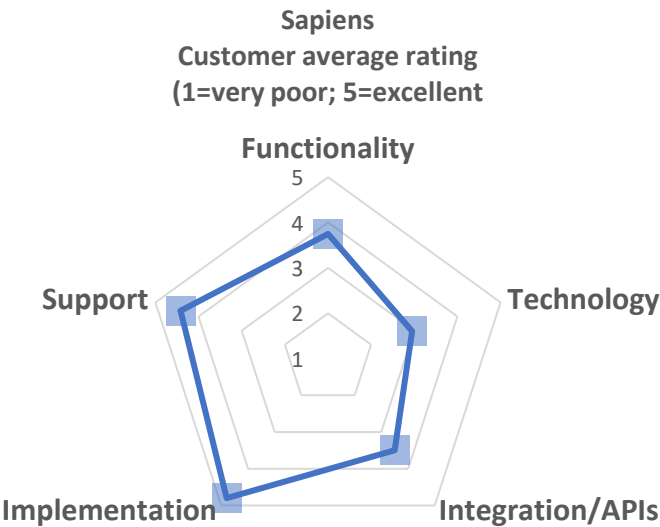 Sapiens
Customer average rating
(1=very poor; 5=excellent
Functionality
5
4
3
2
1
Support
Technology
Implementation
Integration/APIs